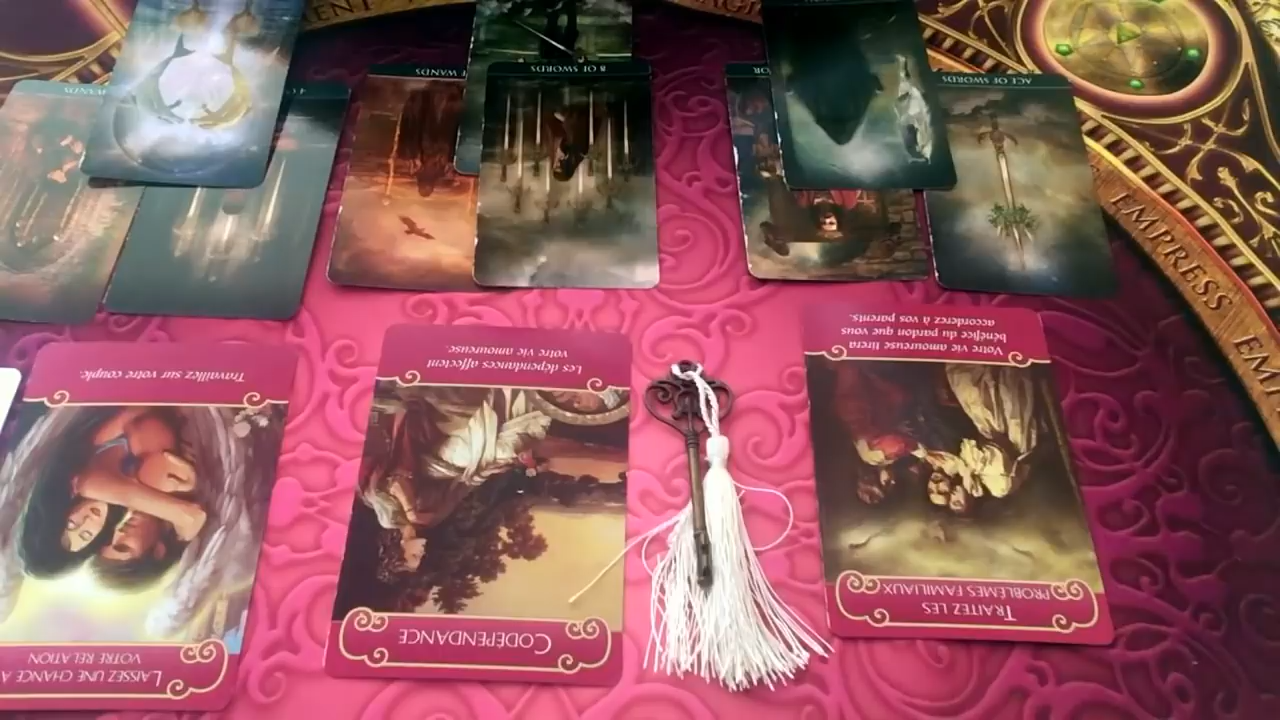 EMPRESS
WANDS
8 OF SWORDS
ACE OF SWORDS
Travaillez sur votre couple.
LAISSEZ UNE CHANCE À
VOTRE RELATION
Les dépendances affectent
votre vie amoureuse.
CODÉPENDANCE
Votre vie amoureuse tirera
bénéfice du pardon que vous
accorderez à vos parents.
TRAITEZ LES
PROBLÈMES FAMILIAUX